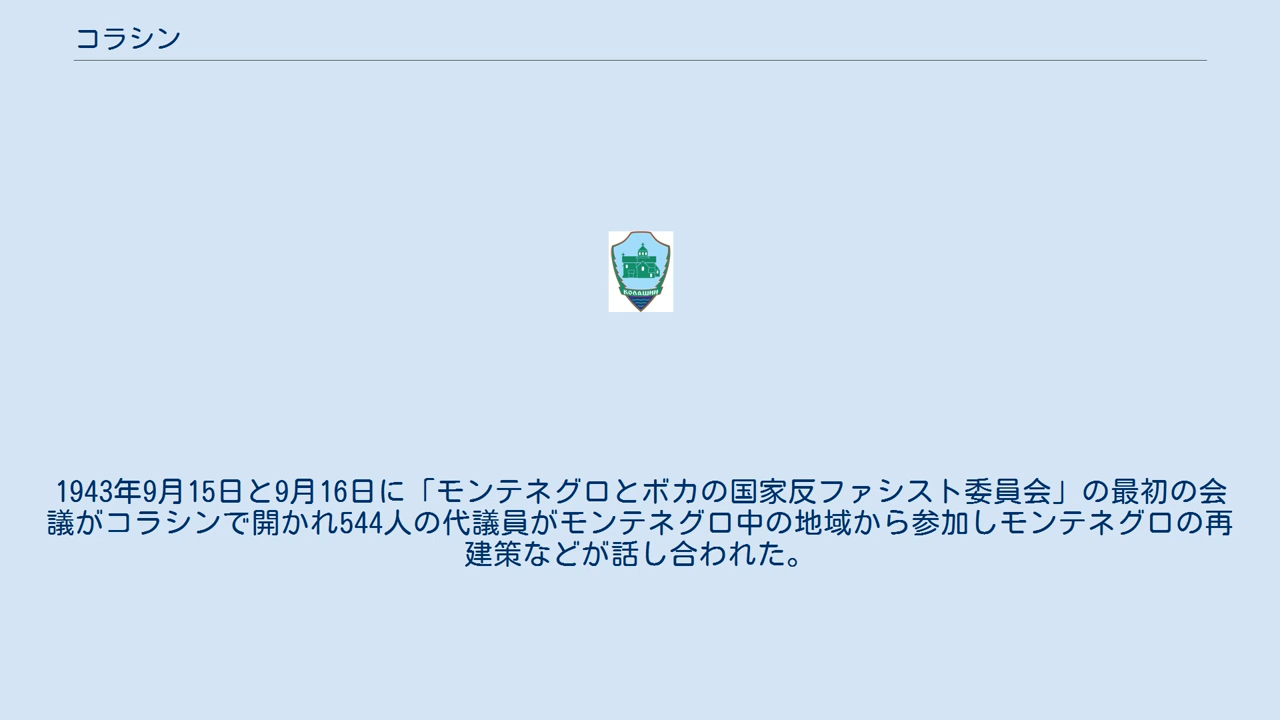 コラシン
КОЛАШИН
1943年9月15日と9月16日に「モンテネグロとボカの国家反ファシスト委員会」の最初の会
議がコラシンで開かれ544人の代議員がモンテネグロ中の地域から参加しモンテネグロの再
建策などが話し合われた。